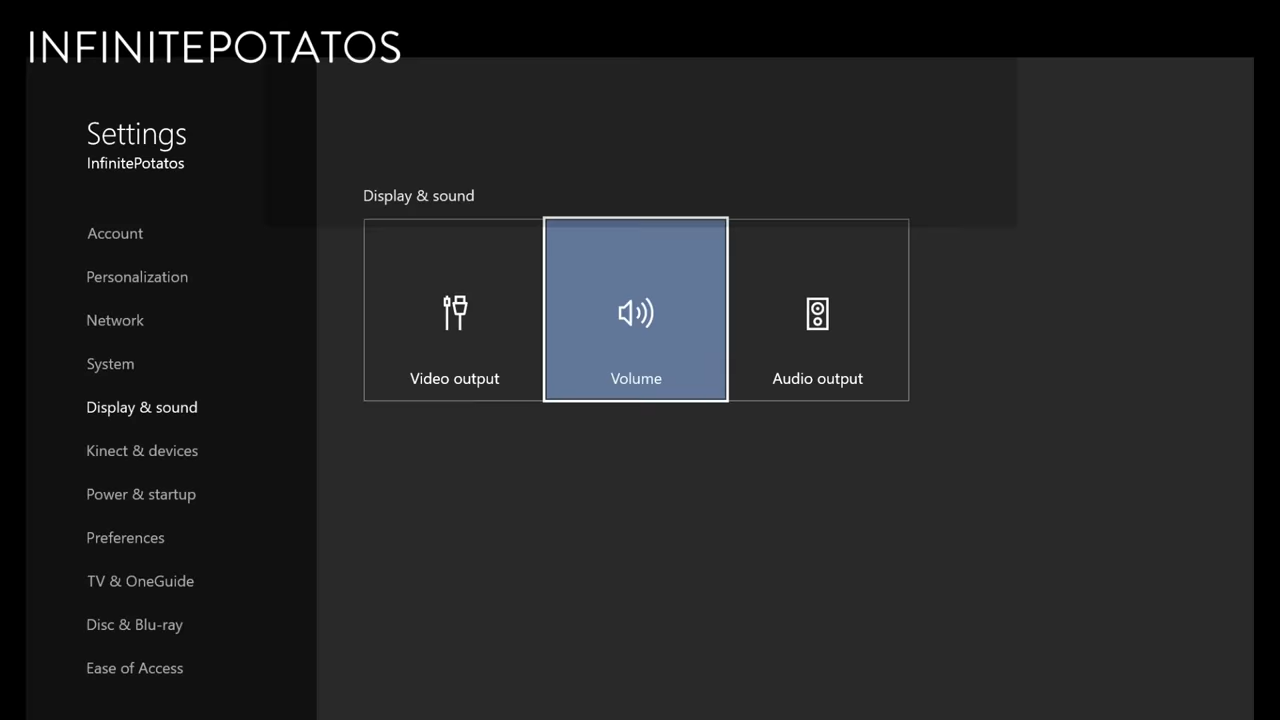 INFINITEPOTATOS
Settings
InfinitePotatos
Account
Personalization
Network
System
Display & sound
Kinect & devices
Power & startup
Preferences
TV & OneGuide
Disc & Blu-ray
Ease of Access
Display & sound
Video output
Volume
Audio output